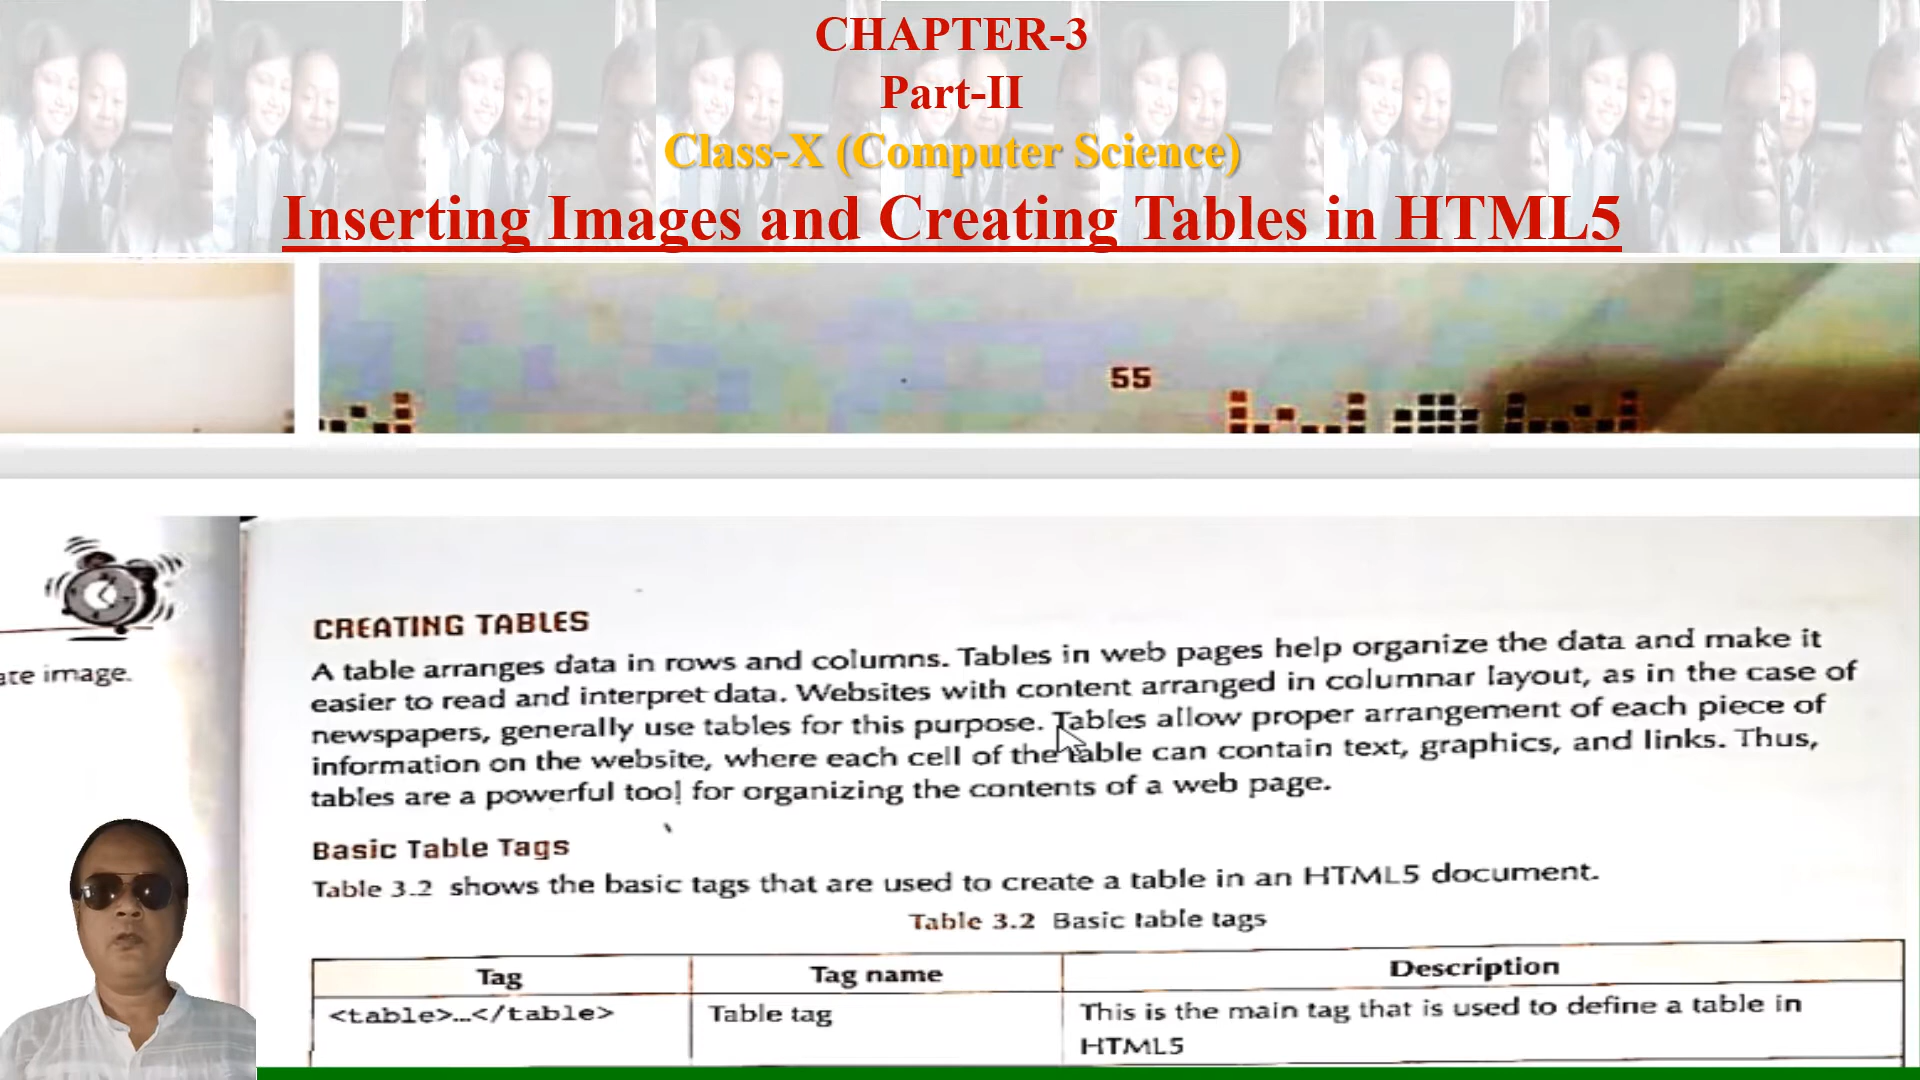 CHAPTER-3
Part-II
Class-X (Computer Science)
Inserting Images and Creating Tables in HTML5
55
ate image.
CREATING TABLES
A table arranges data in rows and columns. Tables in web pages help organize the data and make it
easier to read and interpret data. Websites with content arranged in columnar layout, as in the case of
newspapers, generally use tables for this purpose. Tables allow proper arrangement of each piece of
information on the website, where each cell of the table can contain text, graphics, and links. Thus,
tables are a powerful tool for organizing the contents of a web page.
Basic Table Tags
Table 3.2 shows the basic tags that are used to create a table in an HTML5 document.
Table 3.2 Basic table tags
Tag Tag name Description
<table>...</table> Table tag This is the main tag that is used to define a table in
HTML5